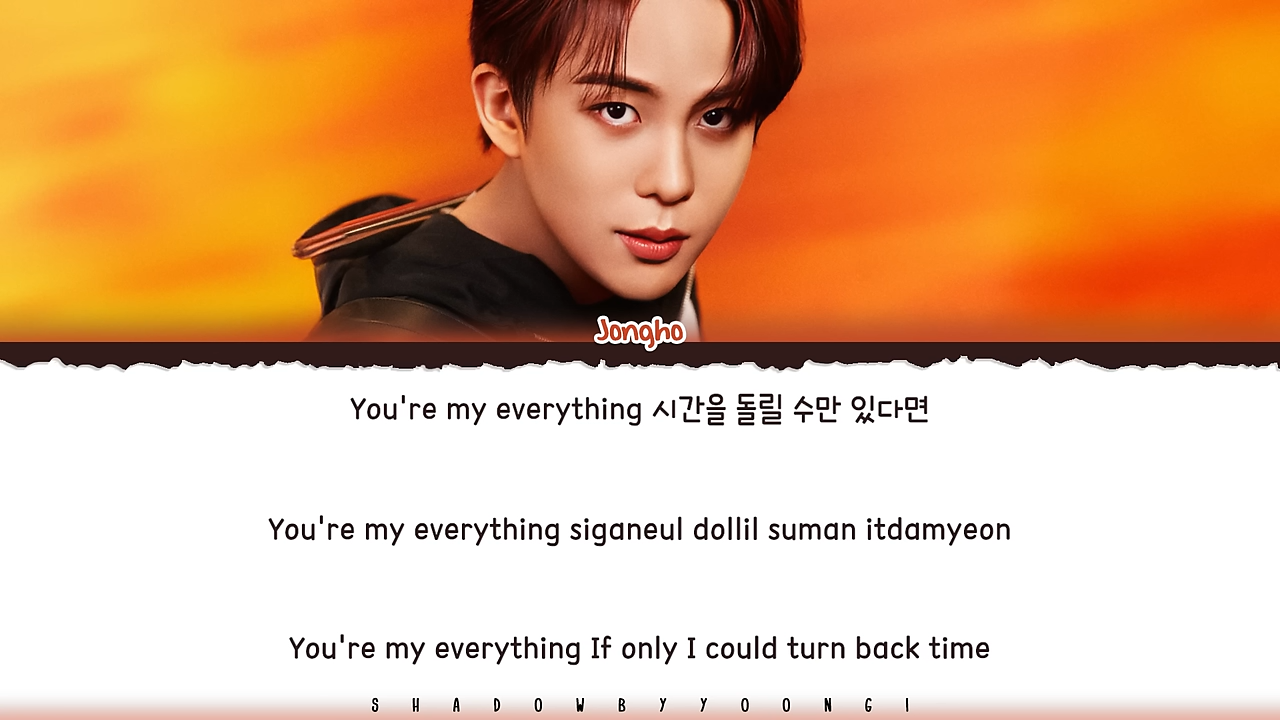 Jongho
You're my everything 시간을 돌릴 수만 있다면
You're my everything siganeul dollil suman itdamyeon
You're my everything If only I could turn back time
SHADOWBYYOONGI